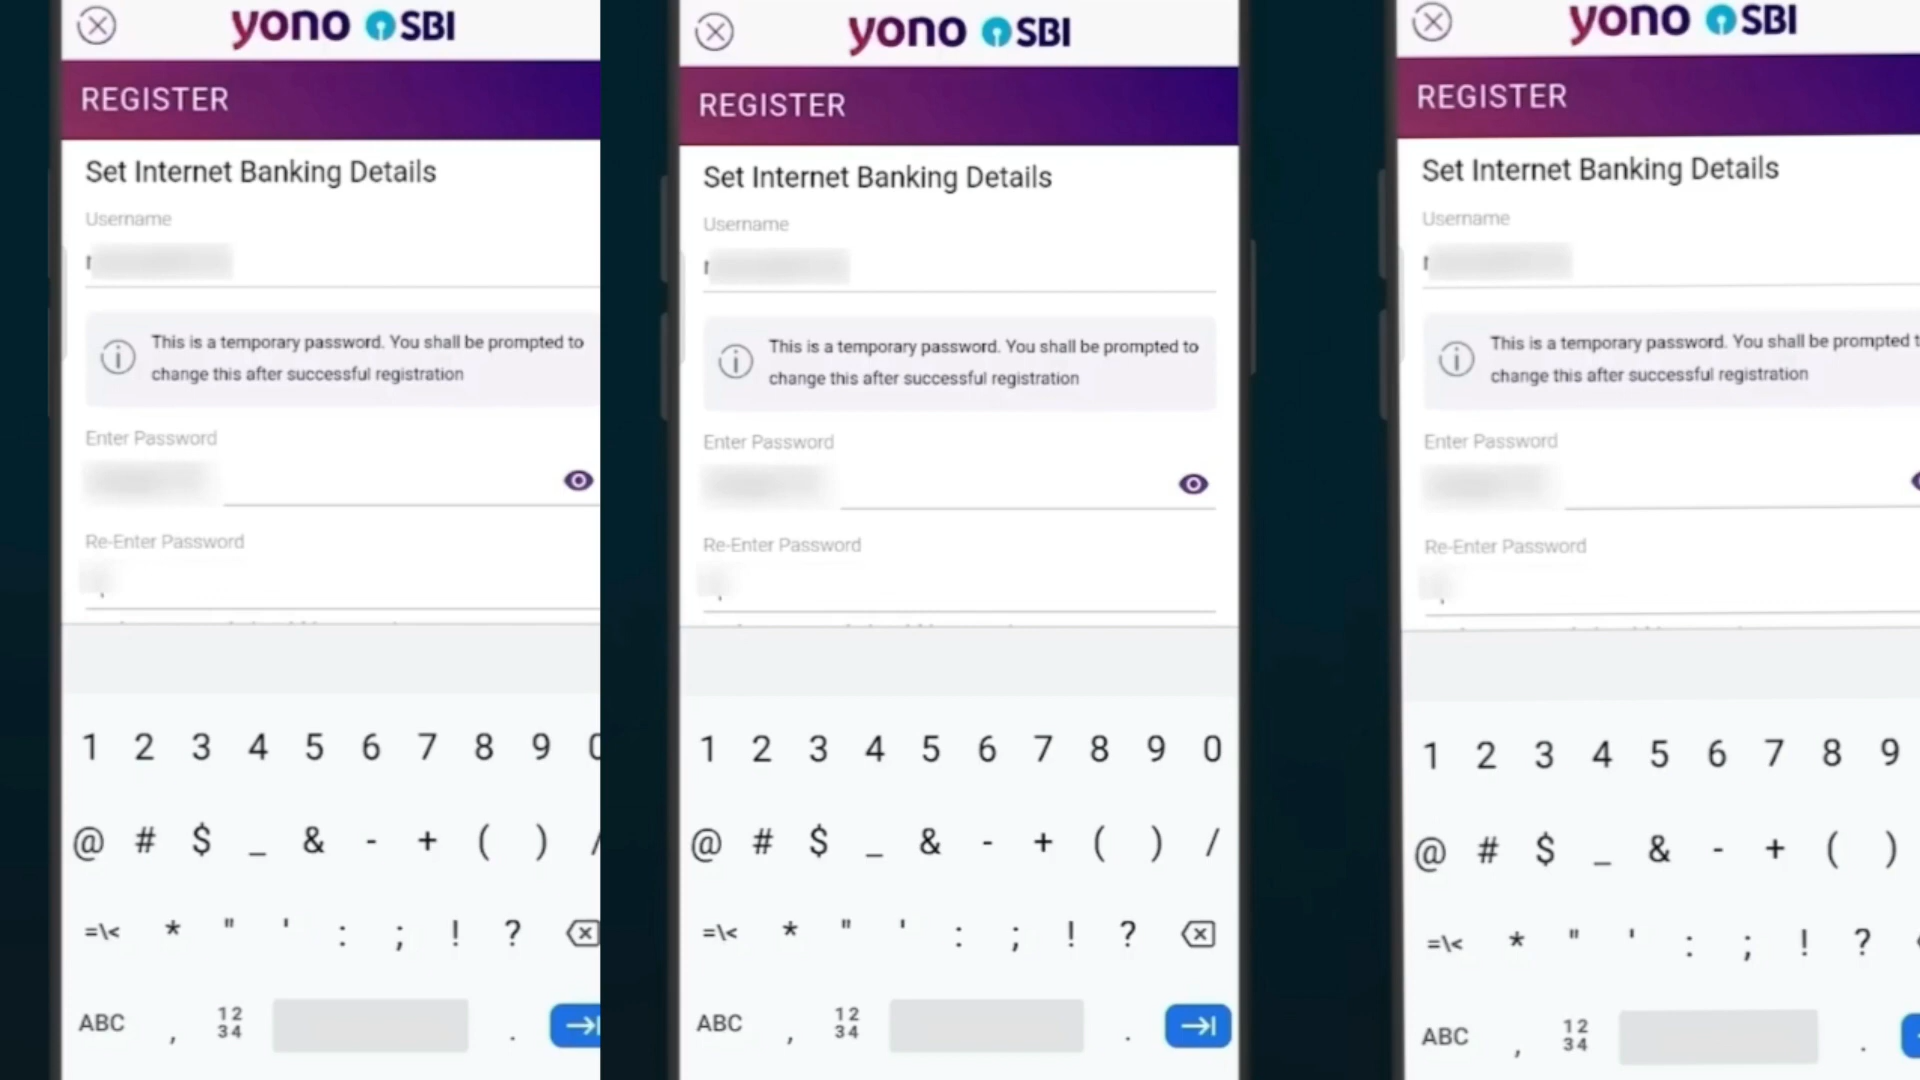 yono SBI
REGISTER
Set Internet Banking Details
Username
This is a temporary password. You shall be prompted to
change this after successful registration
Enter Password
Re-Enter Password
1 2 3 4 5 6 7 8 9 0
@ # $ _ & - + ( ) /
=\< * " ' : ; ! ?
ABC , 12 34 .
yono SBI
REGISTER
Set Internet Banking Details
Username
This is a temporary password. You shall be prompted to
change this after successful registration
Enter Password
Re-Enter Password
1 2 3 4 5 6 7 8 9 0
@ # $ _ & - + ( ) /
=\< * " ' : ; ! ?
ABC , 12 34 .
yono SBI
REGISTER
Set Internet Banking Details
Username
This is a temporary password. You shall be prompted t
change this after successful registration
Enter Password
Re-Enter Password
1 2 3 4 5 6 7 8 9
@ # $ _ & - + ( )
=\< * " ' : ; ! ?
ABC , 12 34 .